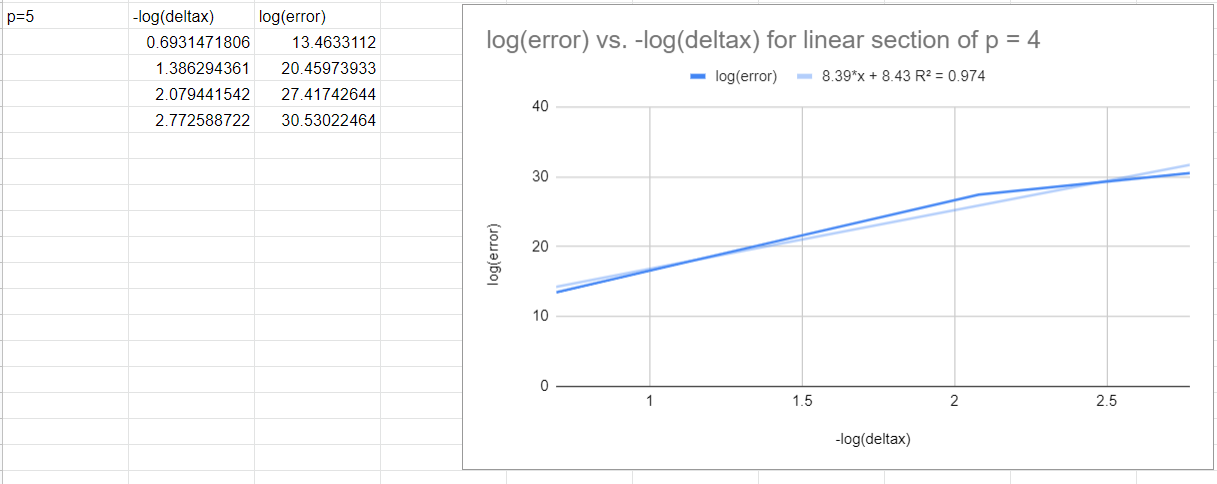 p=5 -log(deltax) log(error)
0.6931471806 13.4633112
1.386294361 20.45973933
2.079441542 27.41742644
2.772588722 30.53022464
log(error) vs. -log(deltax) for linear section of p = 4
log(error) 8.39*x + 8.43 R² = 0.974
40
30
20
10
0
log(error)
1 1.5 2 2.5
-log(deltax)